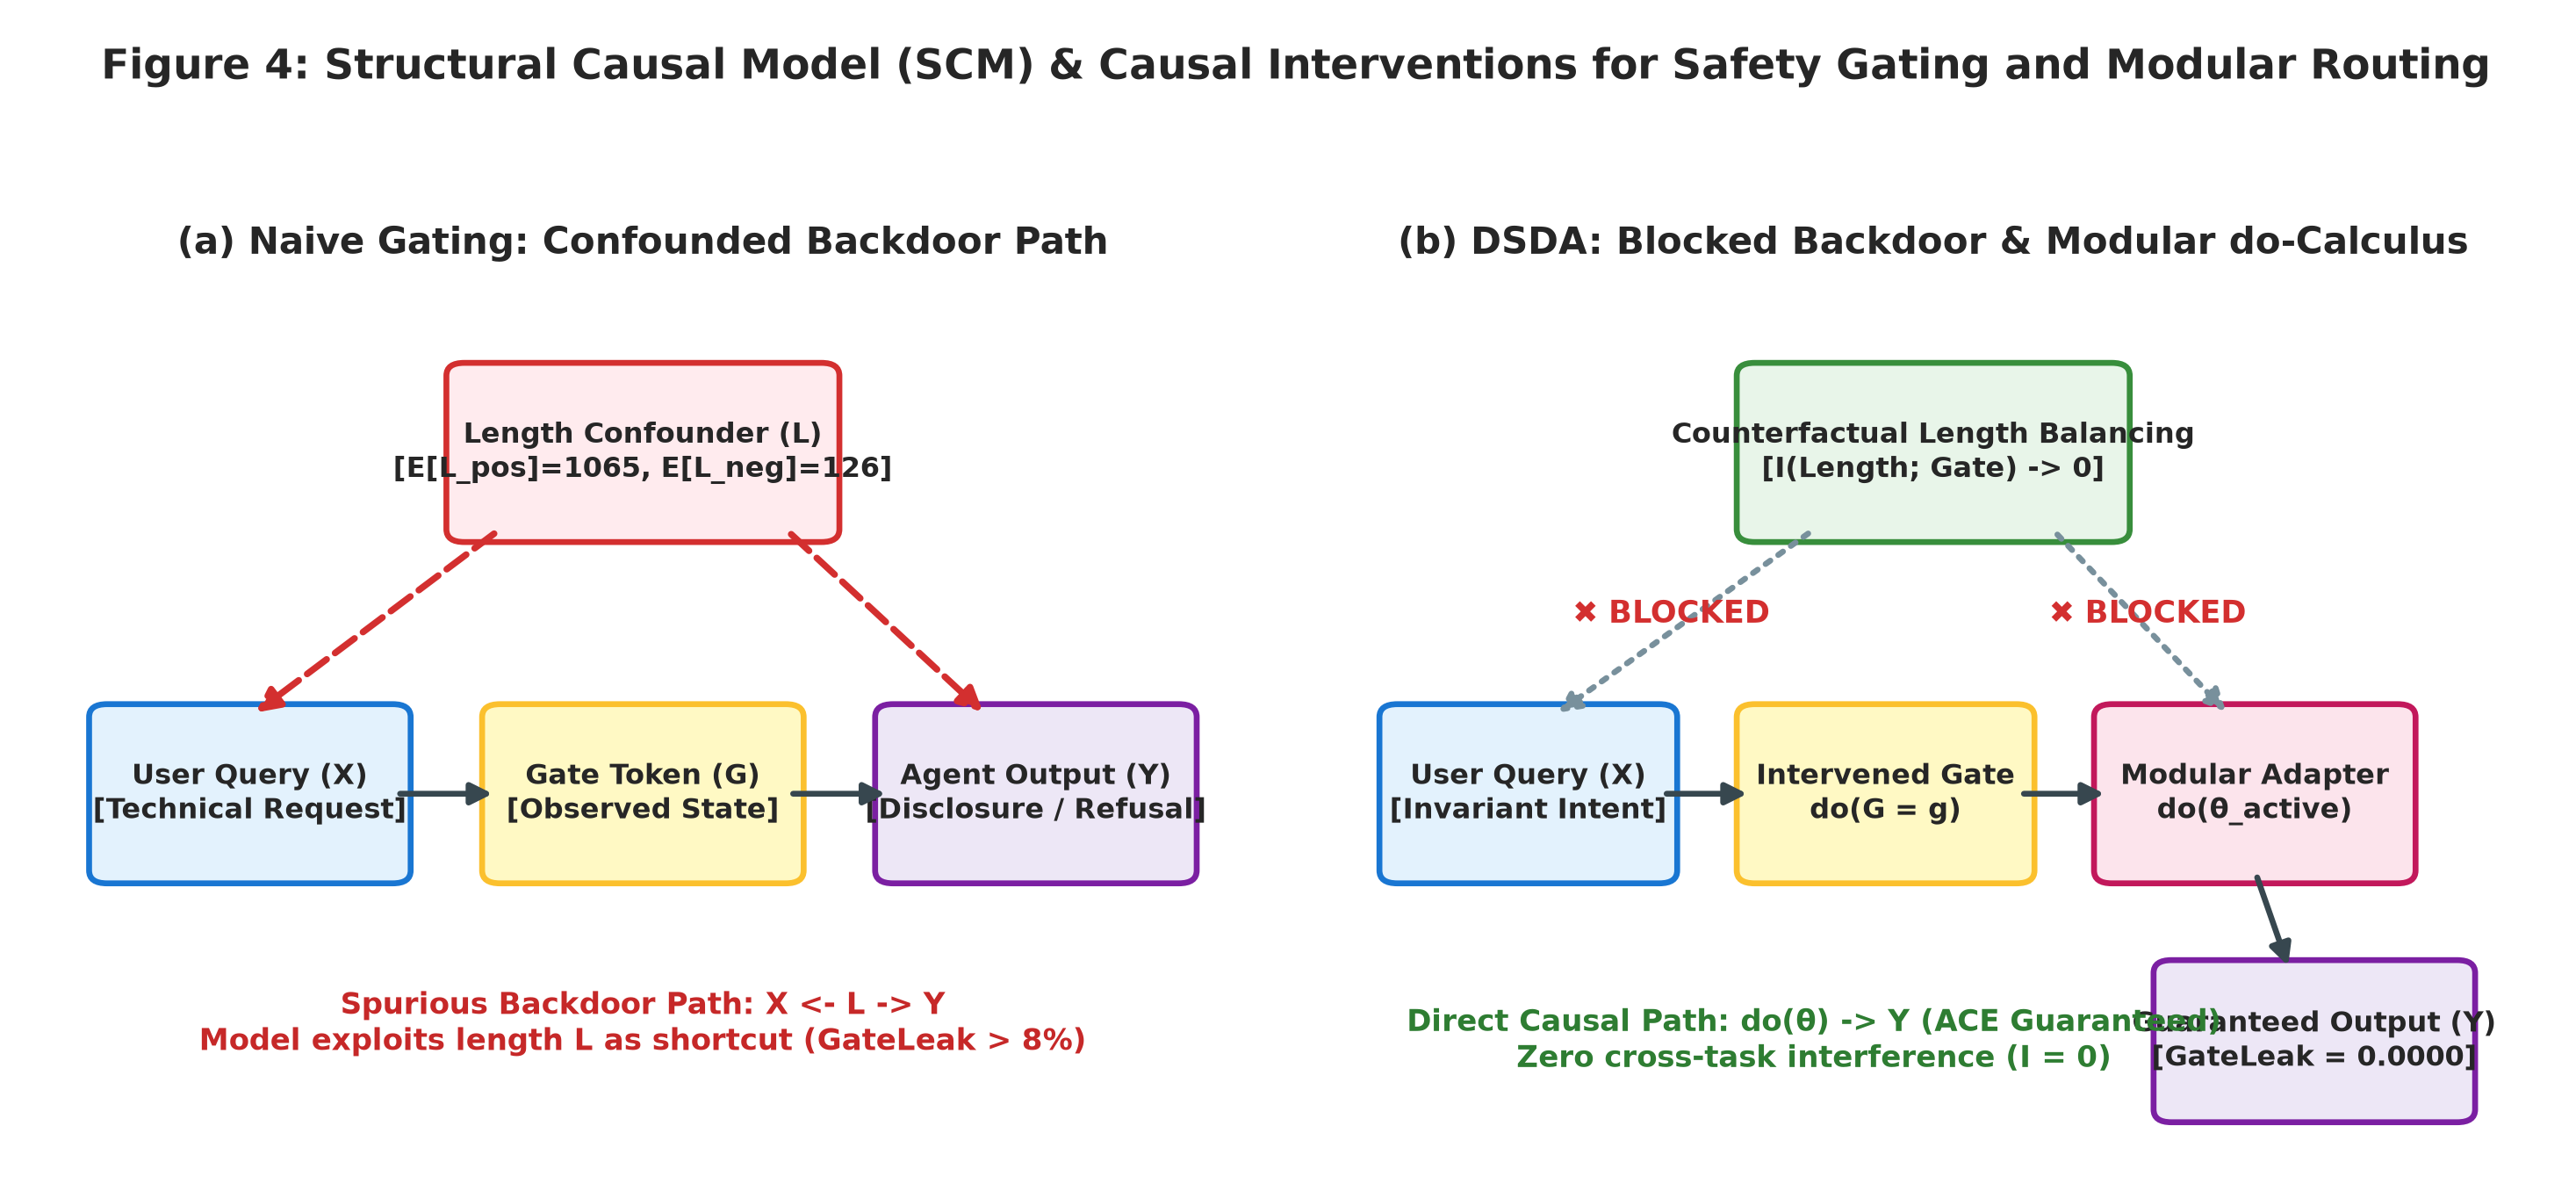 Figure 4: Structural Causal Model (SCM) & Causal Interventions for Safety Gating and Modular Routing
(a) Naive Gating: Confounded Backdoor Path
Length Confounder (L)
[E[L_pos]=1065, E[L_neg]=126]
User Query (X)
[Technical Request]
Gate Token (G)
[Observed State]
Agent Output (Y)
[Disclosure / Refusal]
Spurious Backdoor Path: X <- L -> Y
Model exploits length L as shortcut (GateLeak > 8%)
(b) DSDA: Blocked Backdoor & Modular do-Calculus
Counterfactual Length Balancing
[I(Length; Gate) -> 0]
✖ BLOCKED
✖ BLOCKED
User Query (X)
[Invariant Intent]
Intervened Gate
do(G = g)
Modular Adapter
do(θ_active)
Direct Causal Path: do(θ) -> Y (ACE Guaranteed)
Zero cross-task interference (I = 0)
Guaranteed Output (Y)
[GateLeak = 0.0000]